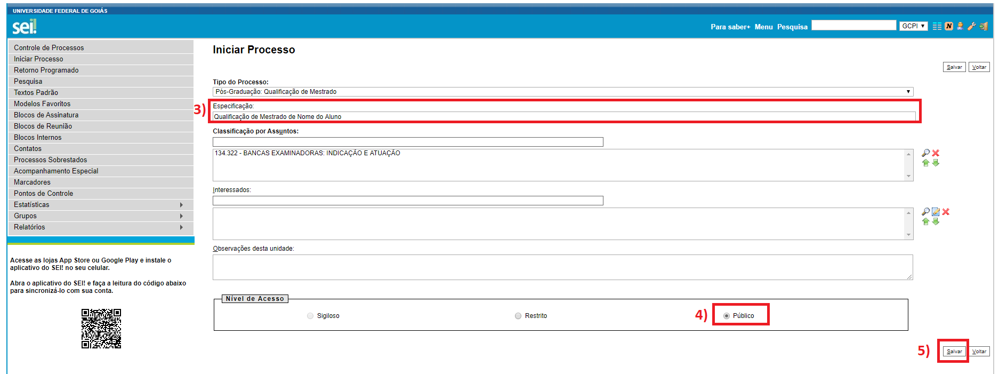 UNIVERSIDADE FEDERAL DE GOIÁS
sei!
Para saber+ Menu Pesquisa GCPI
Controle de Processos
Iniciar Processo
Retorno Programado
Pesquisa
Textos Padrão
Modelos Favoritos
Blocos de Assinatura
Blocos de Reunião
Blocos Internos
Contatos
Processos Sobrestados
Acompanhamento Especial
Marcadores
Pontos de Controle
Estatísticas
Grupos
Relatórios
Acesse as lojas App Store ou Google Play e instale o
aplicativo do SEI! no seu celular.
Abra o aplicativo do SEI! e faça a leitura do código abaixo
para sincronizá-lo com sua conta.
Iniciar Processo
Salvar Voltar
Tipo do Processo:
Pós-Graduação: Qualificação de Mestrado
3)
Especificação:
Qualificação de Mestrado de Nome do Aluno
Classificação por Assuntos:
134.322 - BANCAS EXAMINADORAS: INDICAÇÃO E ATUAÇÃO
Interessados:
Observações desta unidade:
Nível de Acesso
Sigiloso Restrito 4) Público
5) Salvar Voltar